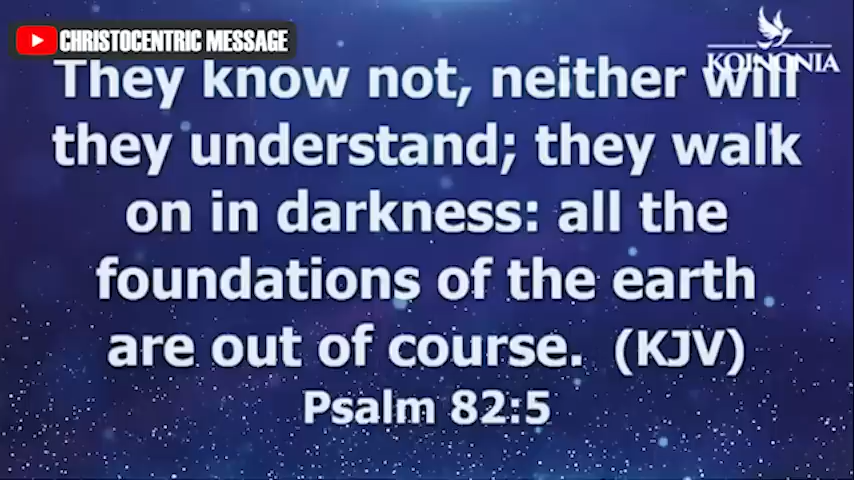 CHRISTOCENTRIC MESSAGE
KOINONIA
They know not, neither will
they understand; they walk
on in darkness: all the
foundations of the earth
are out of course. (KJV)
Psalm 82:5